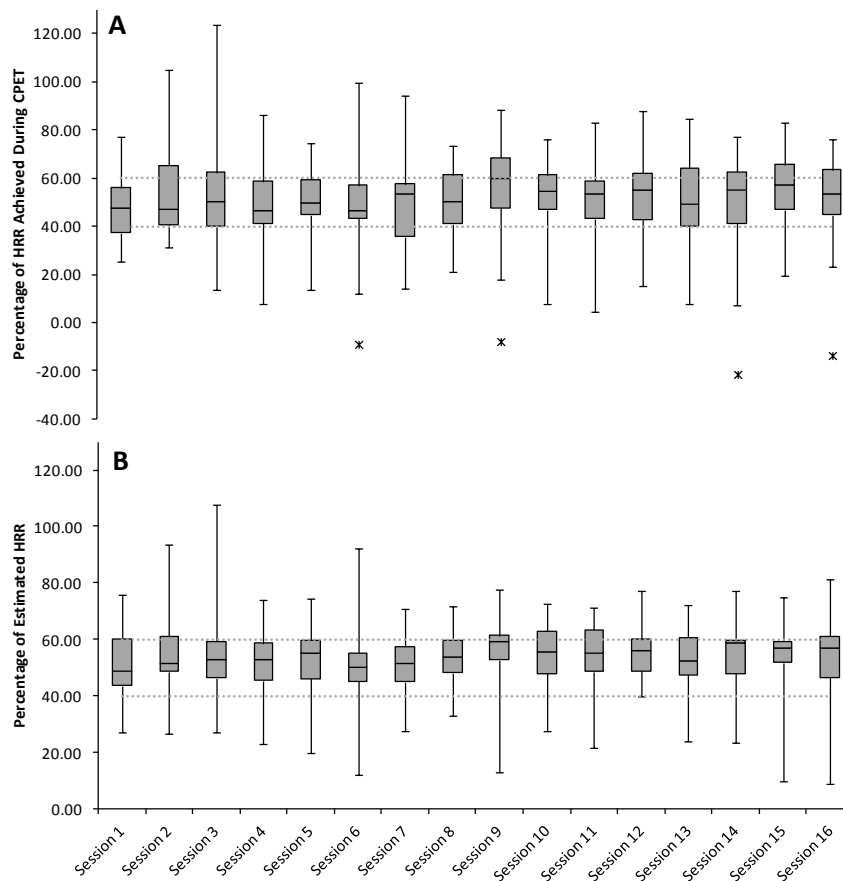 A
Percentage of HRR Achieved During CPET
120.00
100.00
80.00
60.00
40.00
20.00
0.00
-20.00
-40.00
B
Percentage of Estimated HRR
120.00
100.00
80.00
60.00
40.00
20.00
0.00
Session 1
Session 2
Session 3
Session 4
Session 5
Session 6
Session 7
Session 8
Session 9
Session 10
Session 11
Session 12
Session 13
Session 14
Session 15
Session 16